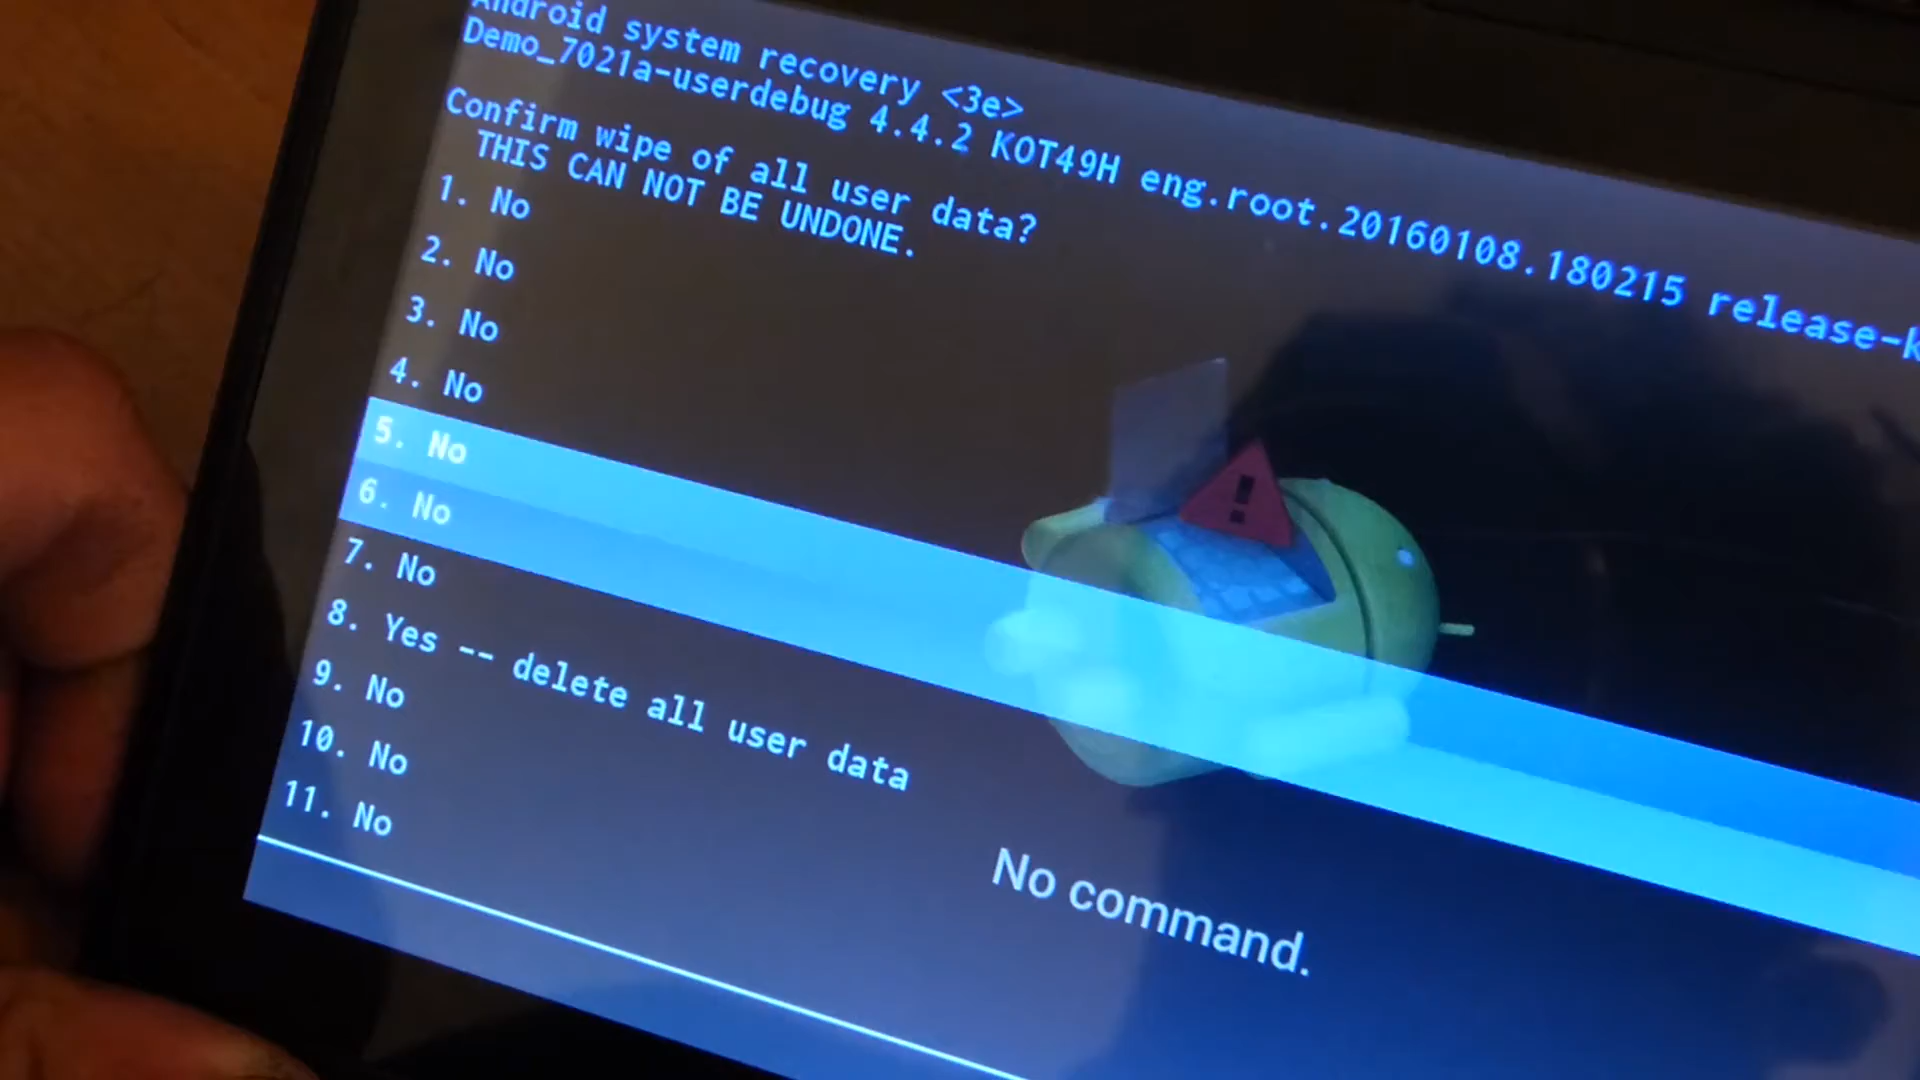 Android system recovery <3e>
Demo_7021a-userdebug 4.4.2 KOT49H eng.root.20160108.180215 release-k
Confirm wipe of all user data?
THIS CAN NOT BE UNDONE.
1. No
2. No
3. No
4. No
5. No
6. No
7. No
8. Yes -- delete all user data
9. No
10. No
11. No
No command.